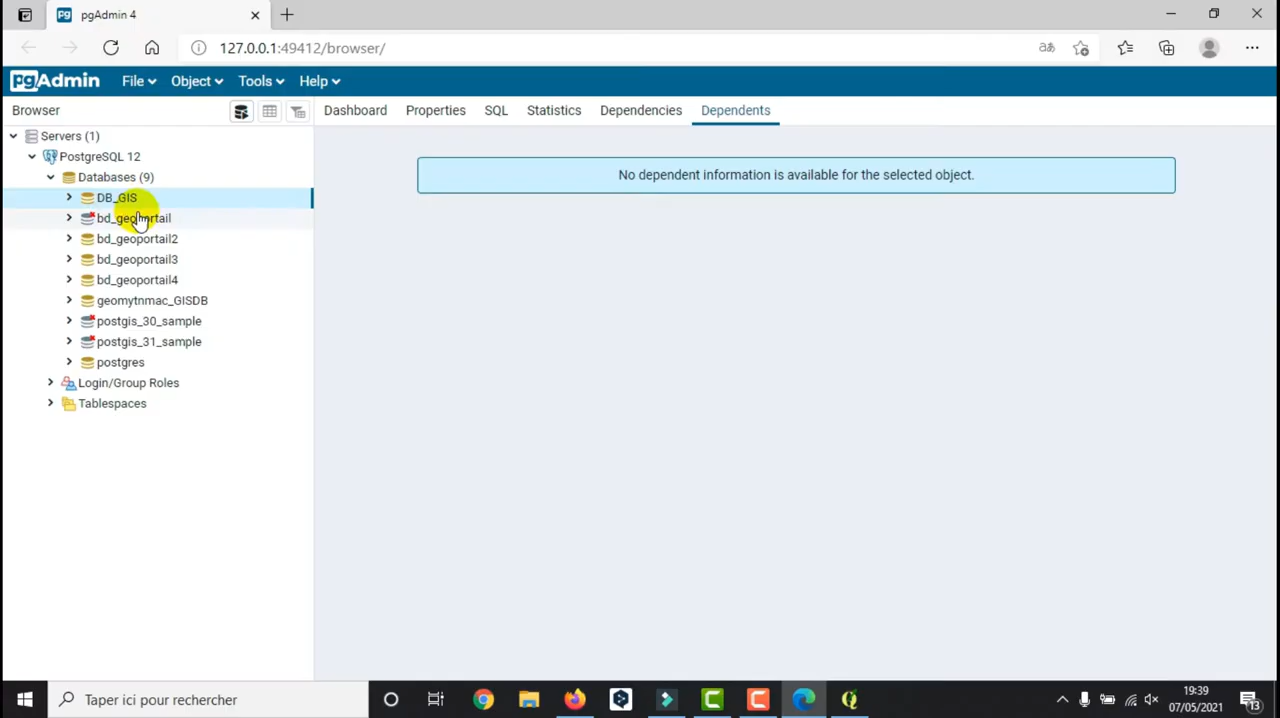 pgAdmin 4
127.0.0.1:49412/browser/
pgAdmin File Object Tools Help
Browser
Dashboard Properties SQL Statistics Dependencies Dependents
Servers (1)
PostgreSQL 12
Databases (9)
DB_GIS
bd_geoportail
bd_geoportail2
bd_geoportail3
bd_geoportail4
geomytnmac_GISDB
postgis_30_sample
postgis_31_sample
postgres
Login/Group Roles
Tablespaces
No dependent information is available for the selected object.
Taper ici pour rechercher
19:39
07/05/2021
13